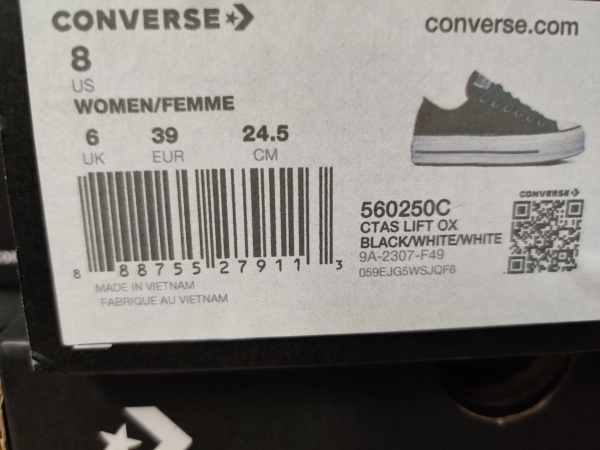 CONVERSE
converse.com
8
US
WOMEN/FEMME
6 39 24.5
UK EUR CM
8 88755 27911 3
MADE IN VIETNAM
FABRIQUE AU VIETNAM
560250C
CTAS LIFT OX
BLACK/WHITE/WHITE
9A-2307-F49
059EJG5WSJQF6
CONVERSE